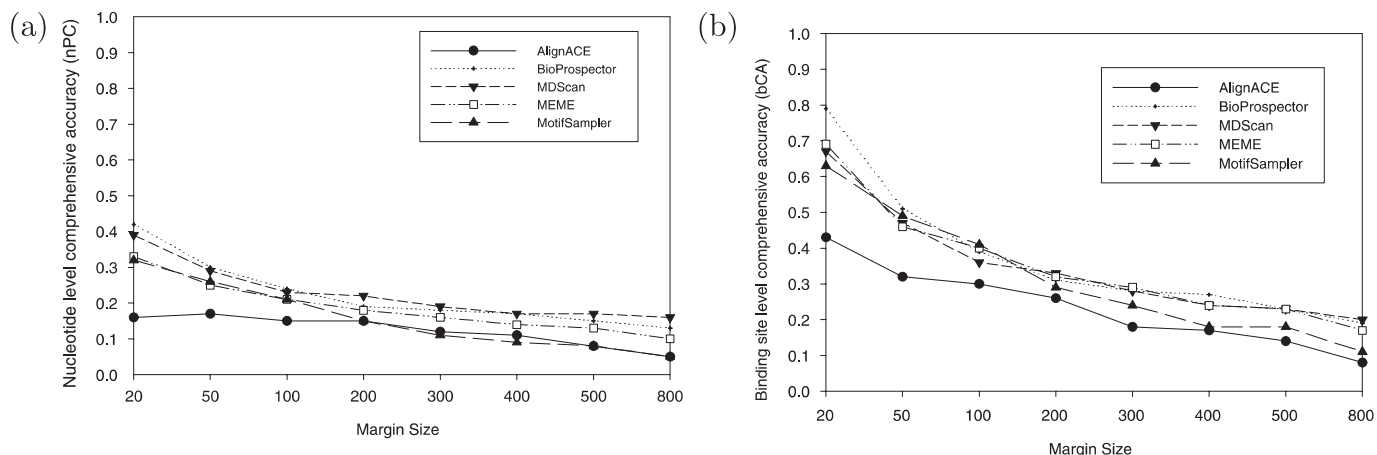 (a)
Nucleotide level comprehensive accuracy (nPC)
1.0
0.9
0.8
0.7
0.6
0.5
0.4
0.3
0.2
0.1
0.0
AlignACE
BioProspector
MDScan
MEME
MotifSampler
20 50 100 200 300 400 500 800
Margin Size
(b)
Binding site level comprehensive accuracy (bCA)
1.0
0.9
0.8
0.7
0.6
0.5
0.4
0.3
0.2
0.1
0.0
AlignACE
BioProspector
MDScan
MEME
MotifSampler
20 50 100 200 300 400 500 800
Margin Size